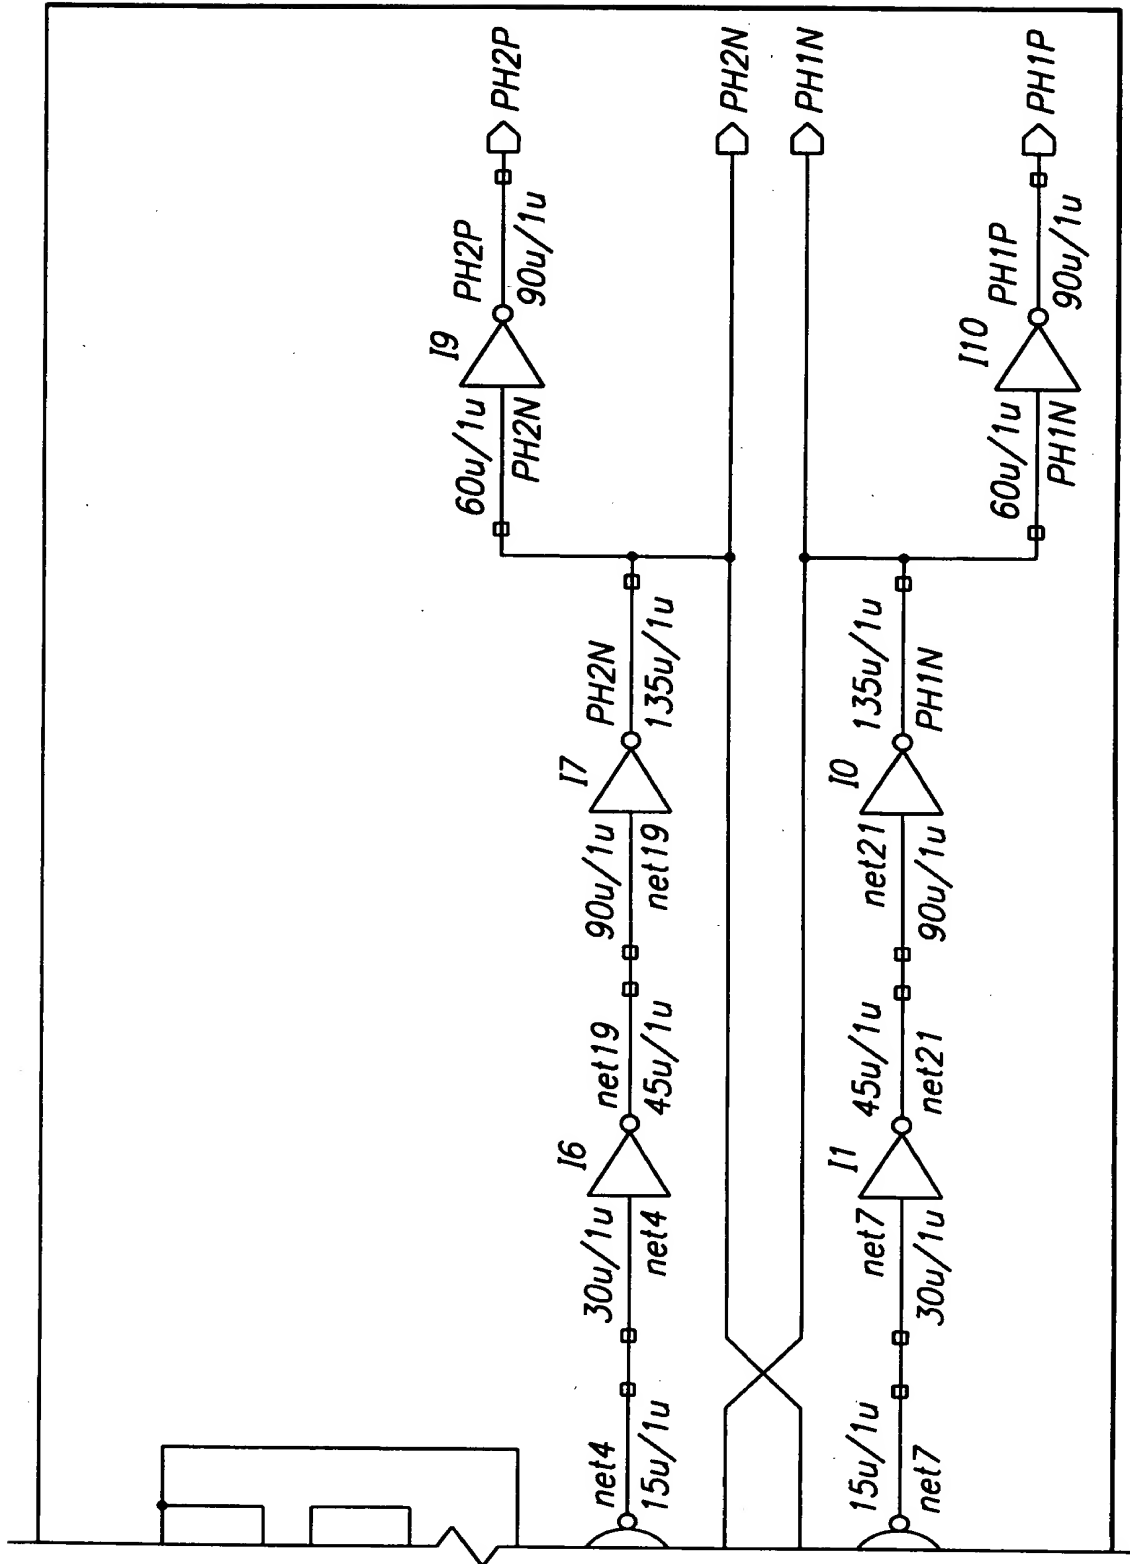 PH2P
PH2N
PH1N
PH1P
I9
PH2P
90u/1u
60u/1u
PH2N
I10
PH1P
90u/1u
60u/1u
PH1N
I7
PH2N
135u/1u
90u/1u
net19
I0
135u/1u
PH1N
net21
90u/1u
I6
net19
45u/1u
30u/1u
net4
I1
45u/1u
net21
net7
30u/1u
net4
15u/1u
15u/1u
net7